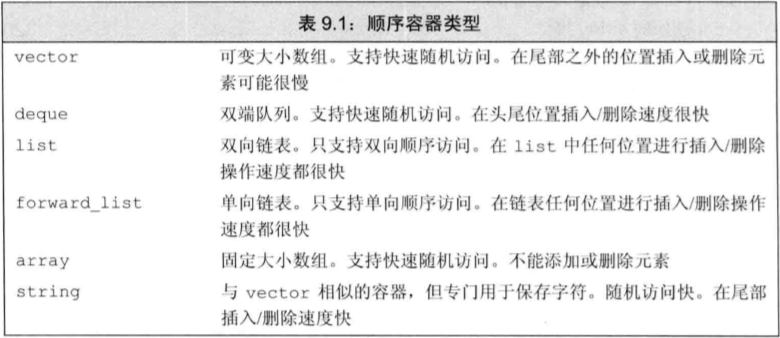 表 9.1：顺序容器类型
vector 可变大小数组。支持快速随机访问。在尾部之外的位置插入或删除元
素可能很慢
deque 双端队列。支持快速随机访问。在头尾位置插入/删除速度很快
list 双向链表。只支持双向顺序访问。在 list 中任何位置进行插入/删除
操作速度都很快
forward_list 单向链表。只支持单向顺序访问。在链表任何位置进行插入/删除操作
速度都很快
array 固定大小数组。支持快速随机访问。不能添加或删除元素
string 与 vector 相似的容器，但专门用于保存字符。随机访问快。在尾部
插入/删除速度快